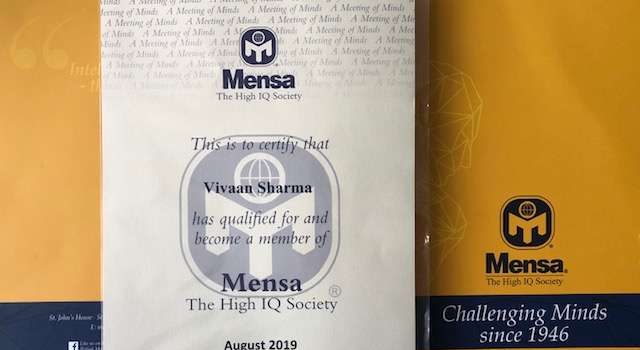 A Meeting of Minds A Meeting of Minds A Meeting of Minds
Mensa
The High IQ Society
This is to certify that
Vivaan Sharma
has qualified for and
become a member of
Mensa®
The High IQ Society
August 2019
St. John's House
Mensa®
The High IQ Society
Challenging Minds
since 1946